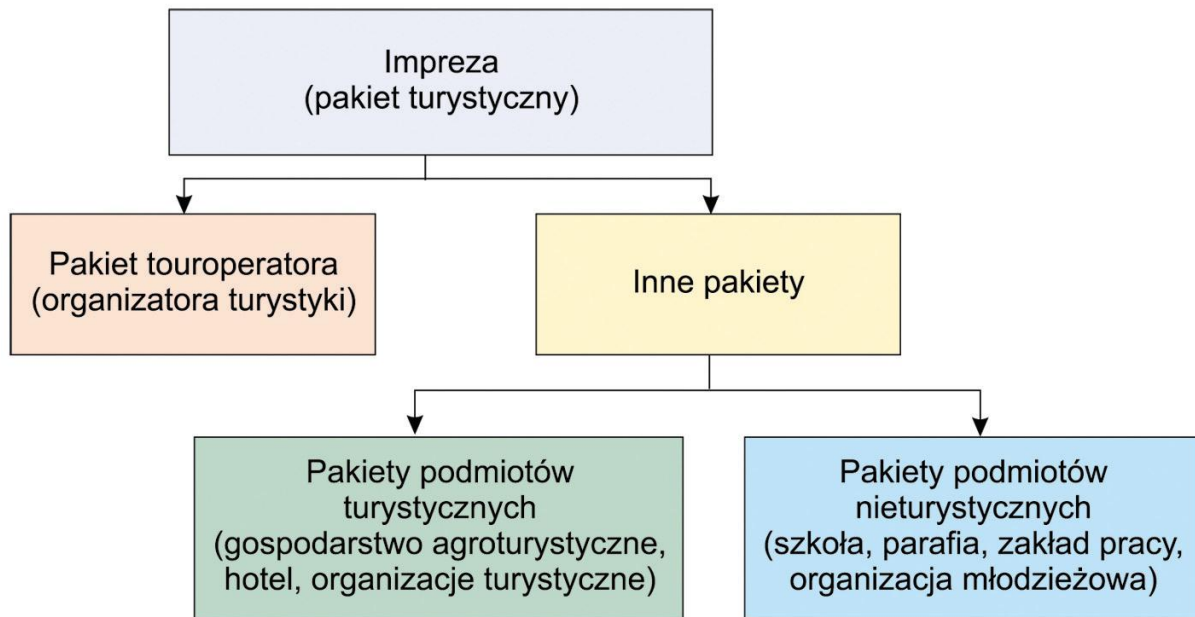 Impreza
(pakiet turystyczny)
Pakiet touroperatora
(organizatora turystyki)
Inne pakiety
Pakiety podmiotów
turystycznych
(gospodarstwo agroturystyczne,
hotel, organizacje turystyczne)
Pakiety podmiotów
nieturystycznych
(szkoła, parafia, zakład pracy,
organizacja młodzieżowa)